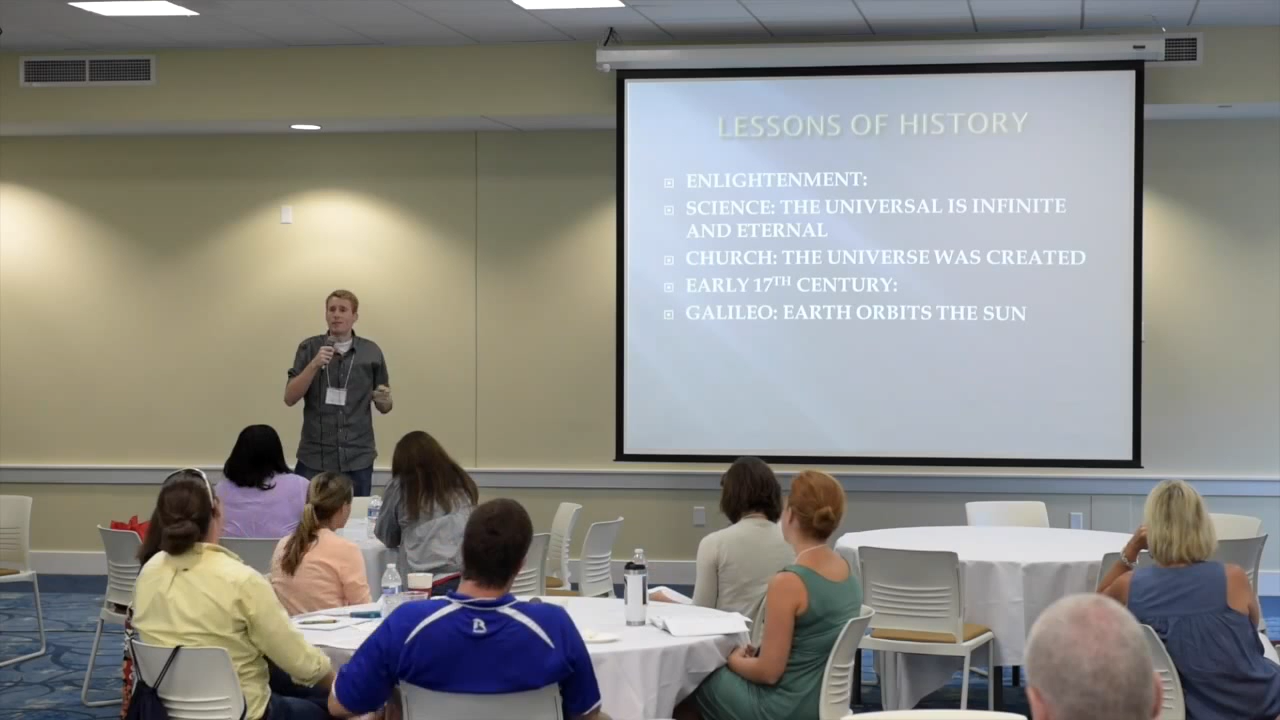 LESSONS OF HISTORY
ENLIGHTENMENT:
SCIENCE: THE UNIVERSAL IS INFINITE
AND ETERNAL
CHURCH: THE UNIVERSE WAS CREATED
EARLY 17TH CENTURY:
GALILEO: EARTH ORBITS THE SUN